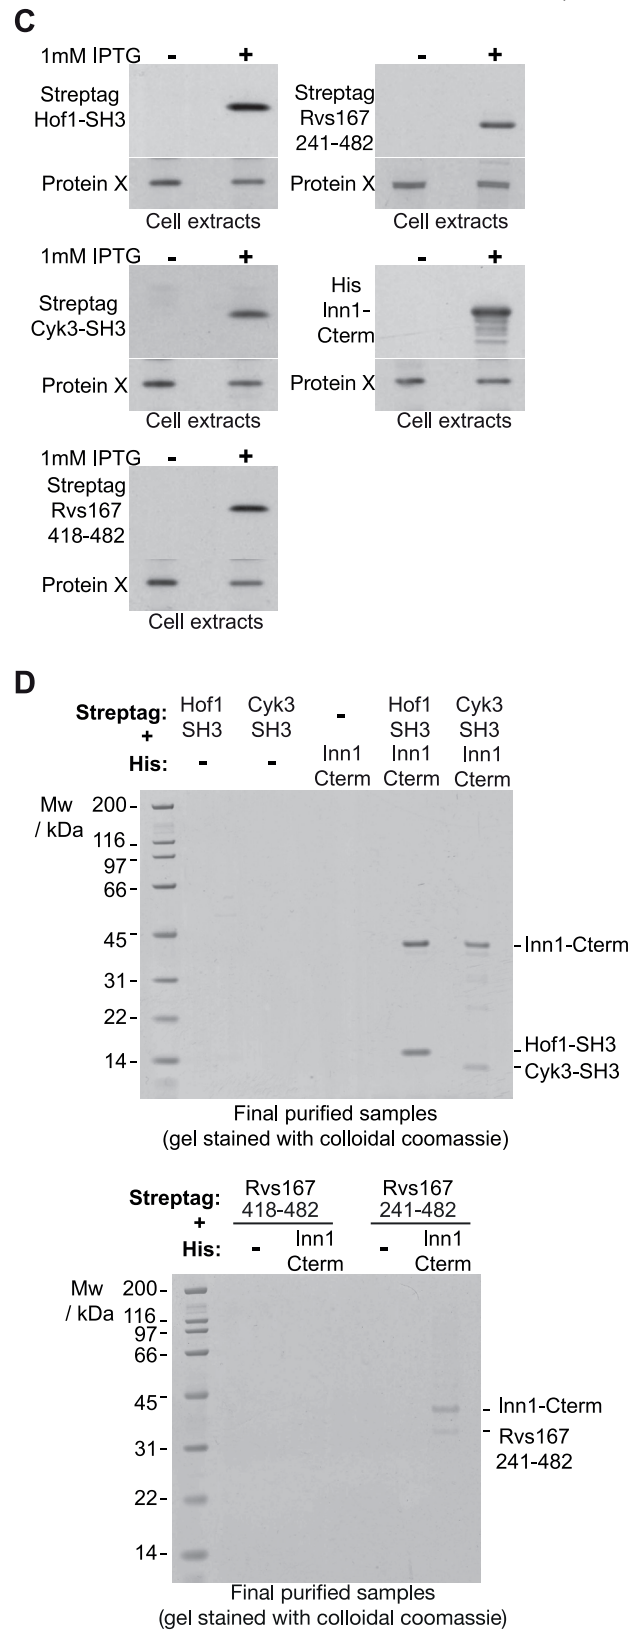 C
1mM IPTG - +
Streptag
Hof1-SH3
Protein X
Cell extracts
- +
Streptag
Rvs167
241-482
Protein X
Cell extracts
1mM IPTG - +
Streptag
Cyk3-SH3
Protein X
Cell extracts
- +
His
Inn1-
Cterm
Protein X
Cell extracts
1mM IPTG - +
Streptag
Rvs167
418-482
Protein X
Cell extracts
D
Streptag: Hof1 SH3 Cyk3 SH3 - Hof1 SH3 Cyk3 SH3
+
His: - - Inn1 Cterm Inn1 Cterm Inn1 Cterm
Mw
/ kDa
200
116
97
66
45
31
22
14
Inn1-Cterm
Hof1-SH3
Cyk3-SH3
Final purified samples
(gel stained with colloidal coomassie)
Streptag: Rvs167 418-482 Rvs167 241-482
+
His: - Inn1 Cterm - Inn1 Cterm
Mw
/ kDa
200
116
97
66
45
31
22
14
Inn1-Cterm
Rvs167
241-482
Final purified samples
(gel stained with colloidal coomassie)